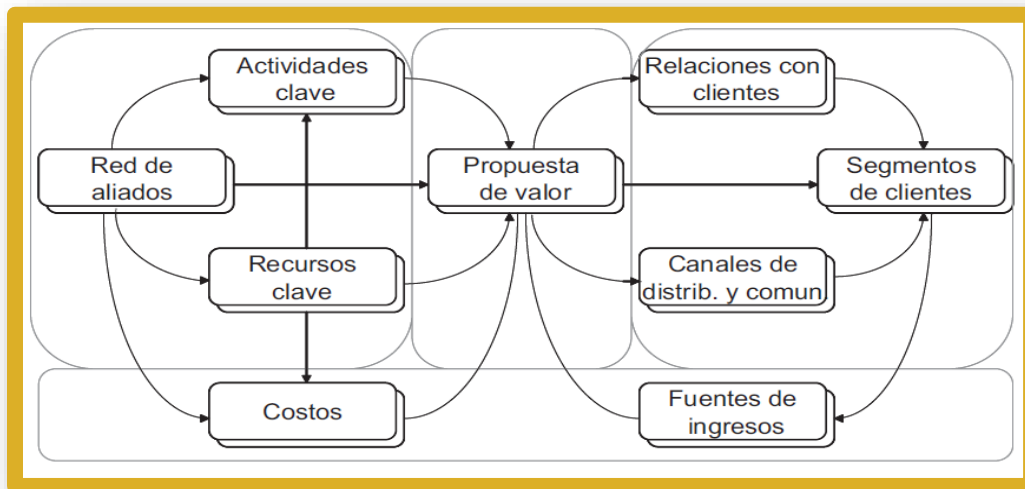 Actividades
clave
Relaciones con
clientes
Red de
aliados
Propuesta
de valor
Segmentos
de clientes
Recursos
clave
Canales de
distrib. y comun.
Costos
Fuentes de
ingresos